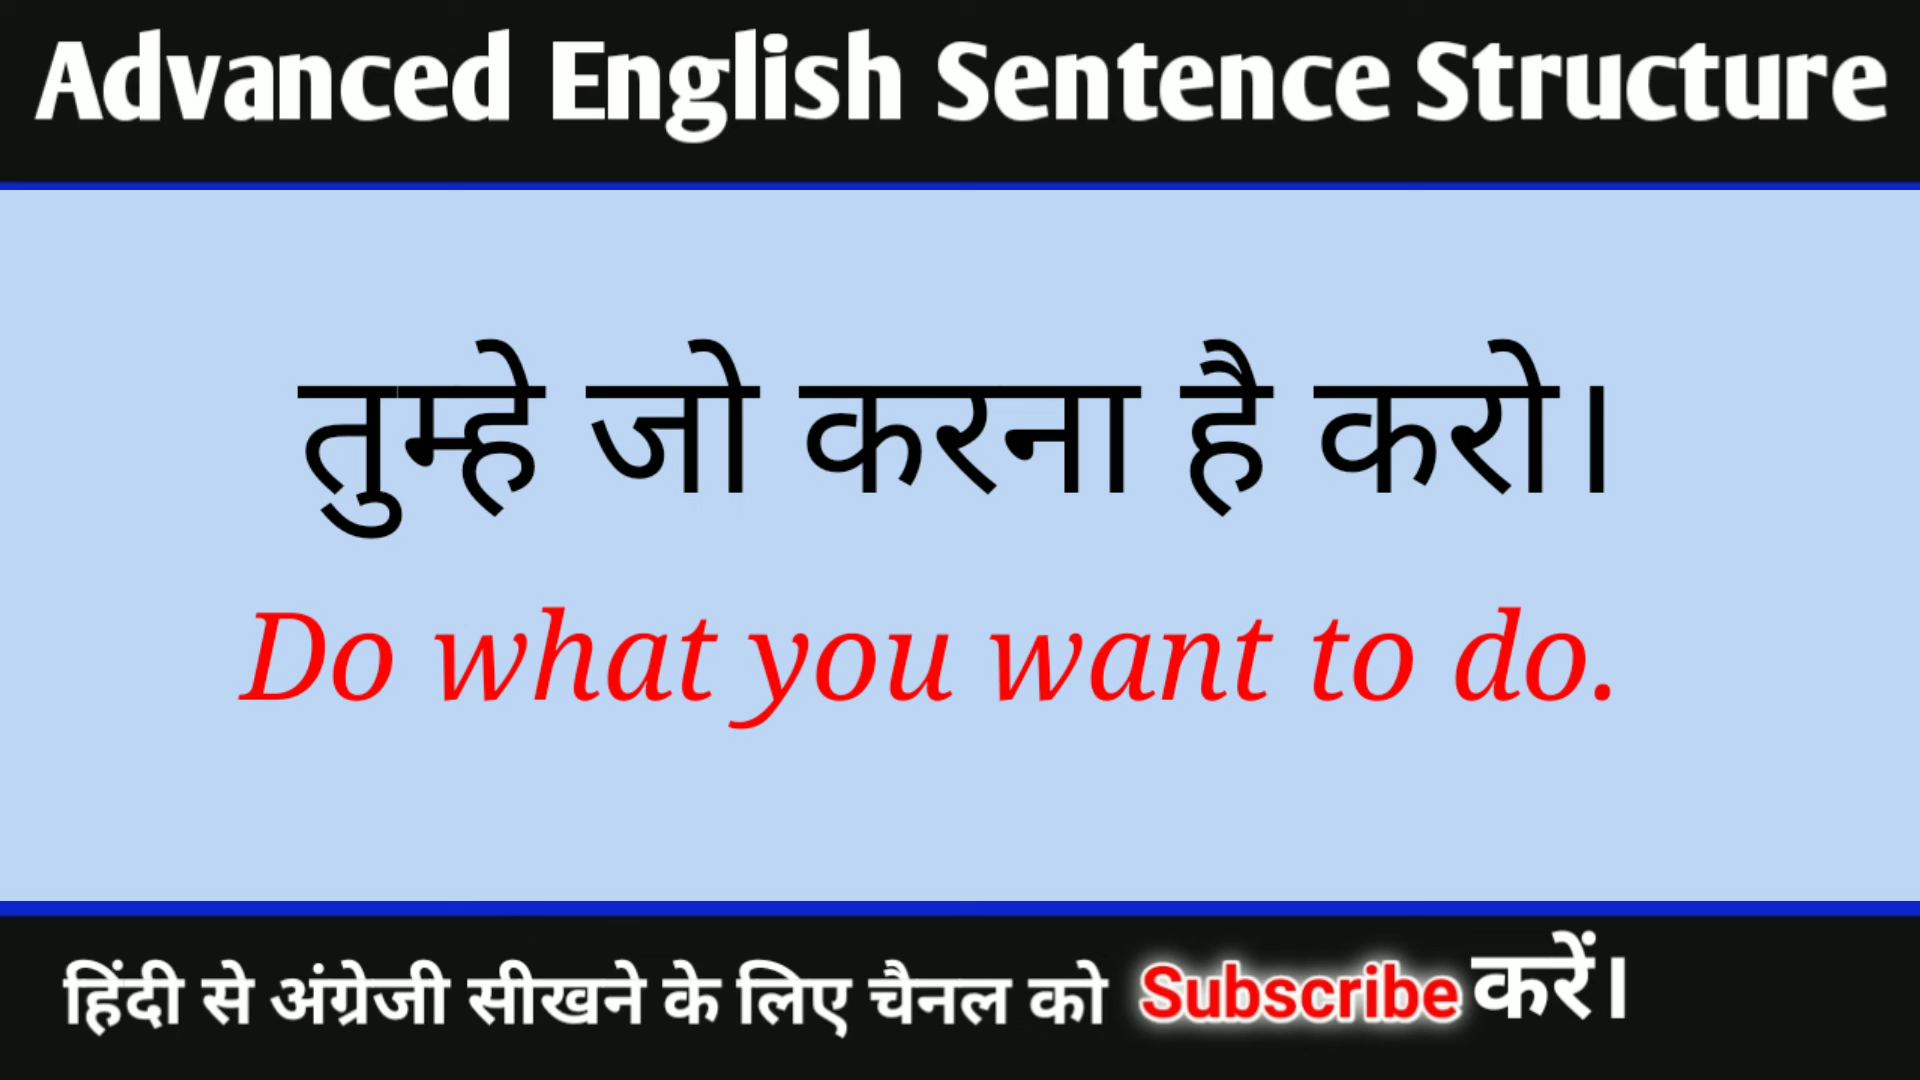 Advanced English Sentence Structure
तुम्हे जो करना है करो।
Do what you want to do.
हिंदी से अंग्रेजी सीखने के लिए चैनल को Subscribe करें।